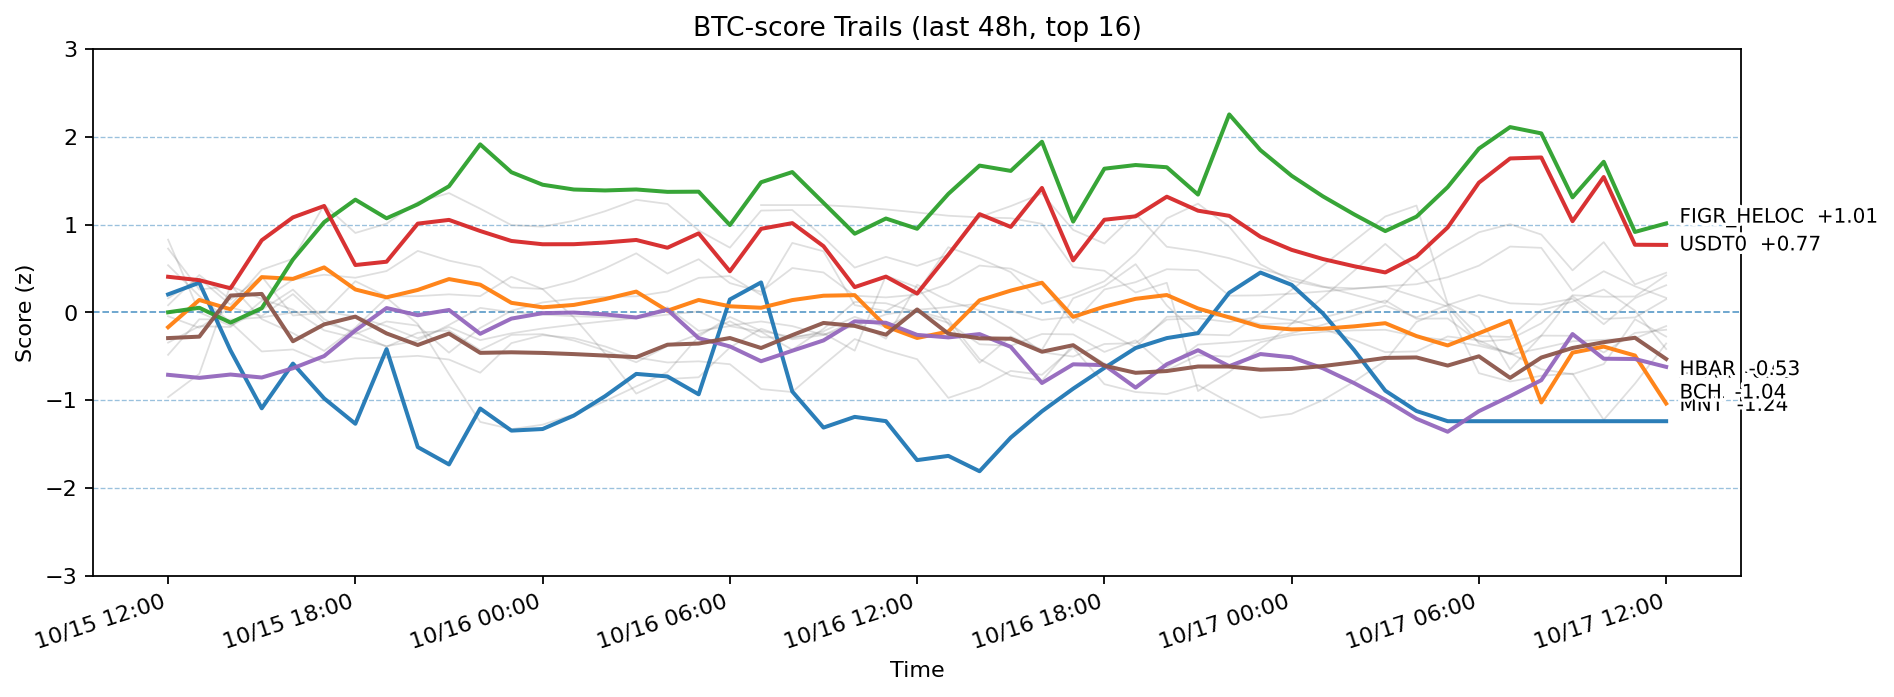 BTC-score Trails (last 48h, top 16)
Score (z)
3
2
1
0
−1
−2
−3
FIGR_HELOC +1.01
USDT0 +0.77
HBAR -0.53
BCH -1.04
MNT -1.24
10/15 12:00
10/15 18:00
10/16 00:00
10/16 06:00
10/16 12:00
10/16 18:00
10/17 00:00
10/17 06:00
10/17 12:00
Time